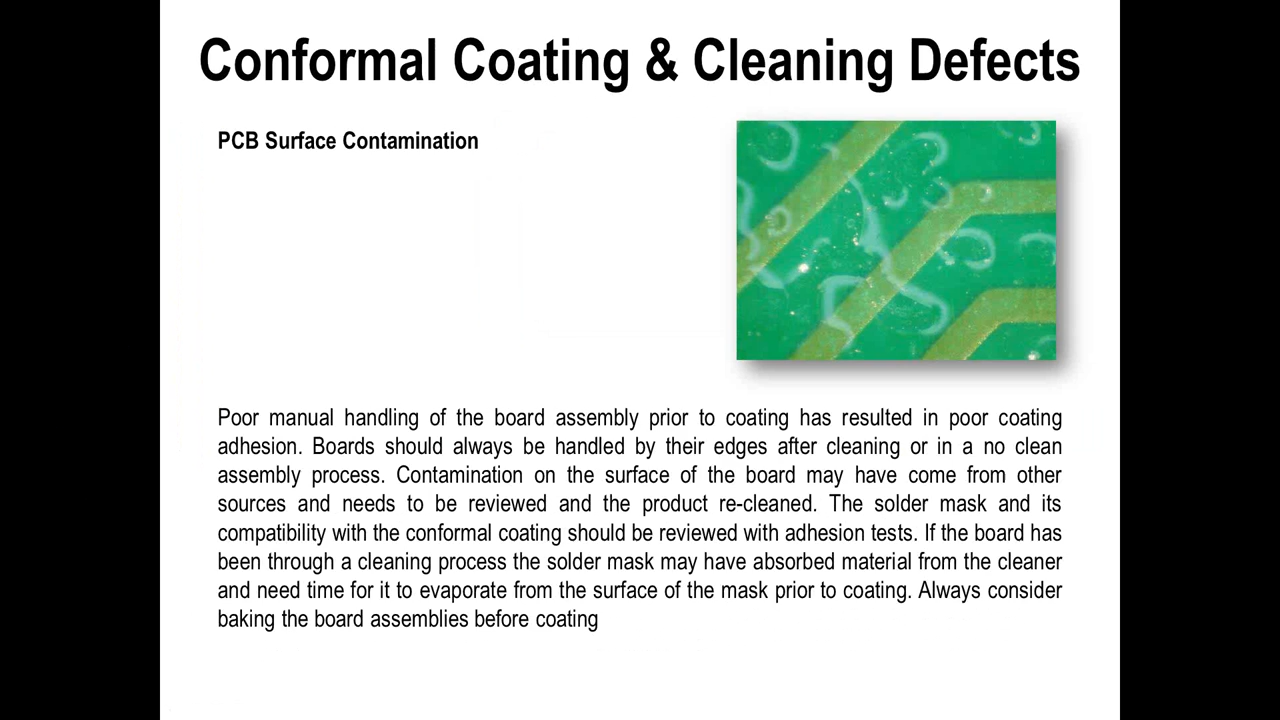 Conformal Coating & Cleaning Defects
PCB Surface Contamination
Poor manual handling of the board assembly prior to coating has resulted in poor coating
adhesion. Boards should always be handled by their edges after cleaning or in a no clean
assembly process. Contamination on the surface of the board may have come from other
sources and needs to be reviewed and the product re-cleaned. The solder mask and its
compatibility with the conformal coating should be reviewed with adhesion tests. If the board has
been through a cleaning process the solder mask may have absorbed material from the cleaner
and need time for it to evaporate from the surface of the mask prior to coating. Always consider
baking the board assemblies before coating